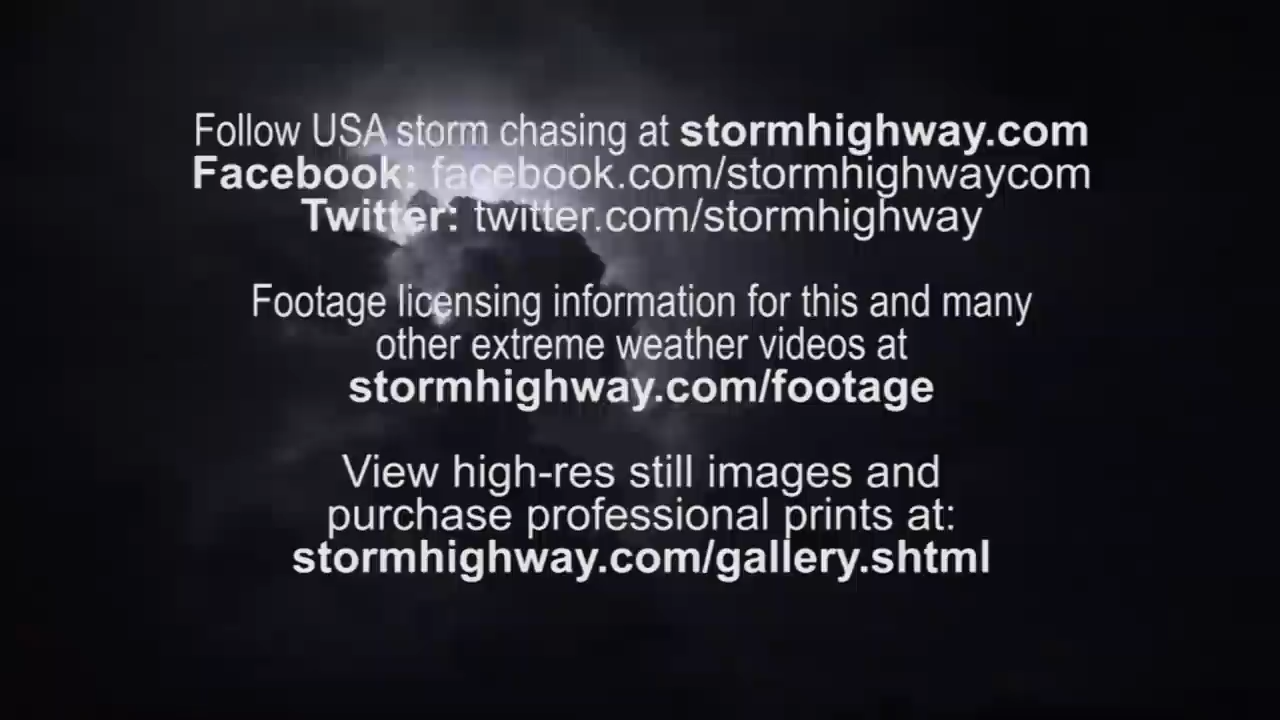 Follow USA storm chasing at stormhighway.com
Facebook: facebook.com/stormhighwaycom
Twitter: twitter.com/stormhighway
Footage licensing information for this and many
other extreme weather videos at
stormhighway.com/footage
View high-res still images and
purchase professional prints at:
stormhighway.com/gallery.shtml